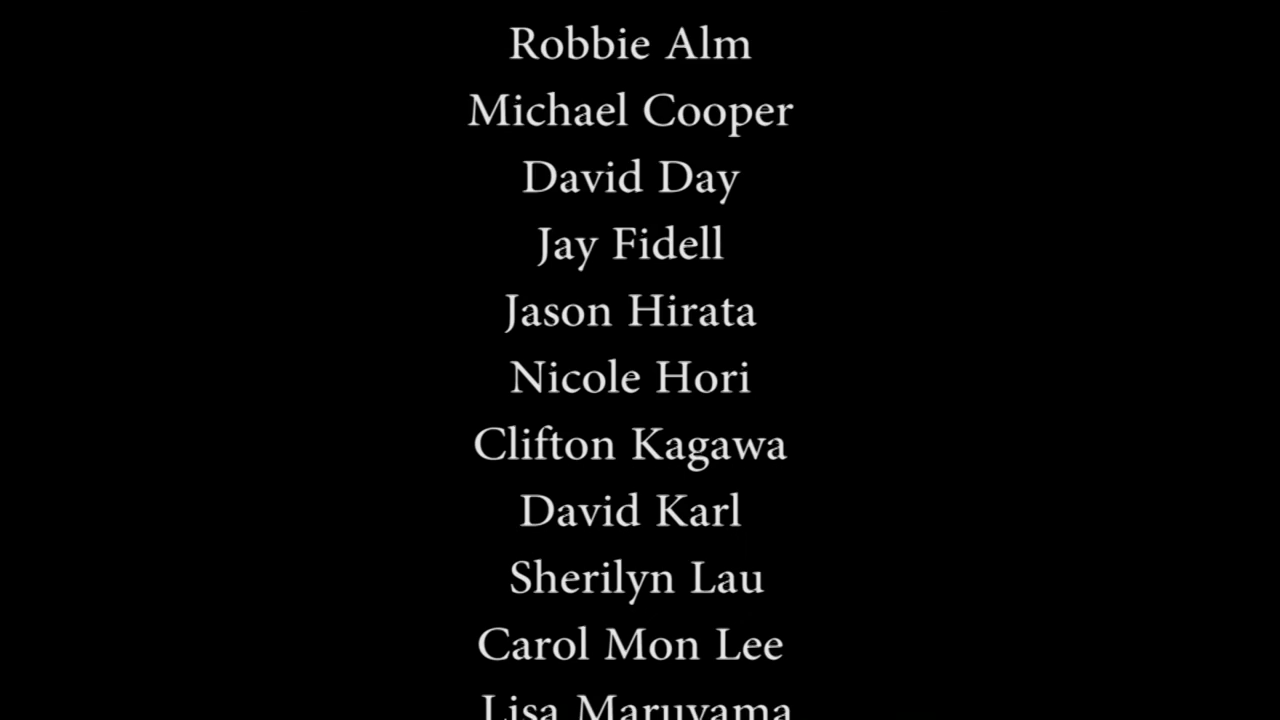 Robbie Alm
Michael Cooper
David Day
Jay Fidell
Jason Hirata
Nicole Hori
Clifton Kagawa
David Karl
Sherilyn Lau
Carol Mon Lee
Lisa Maruyama